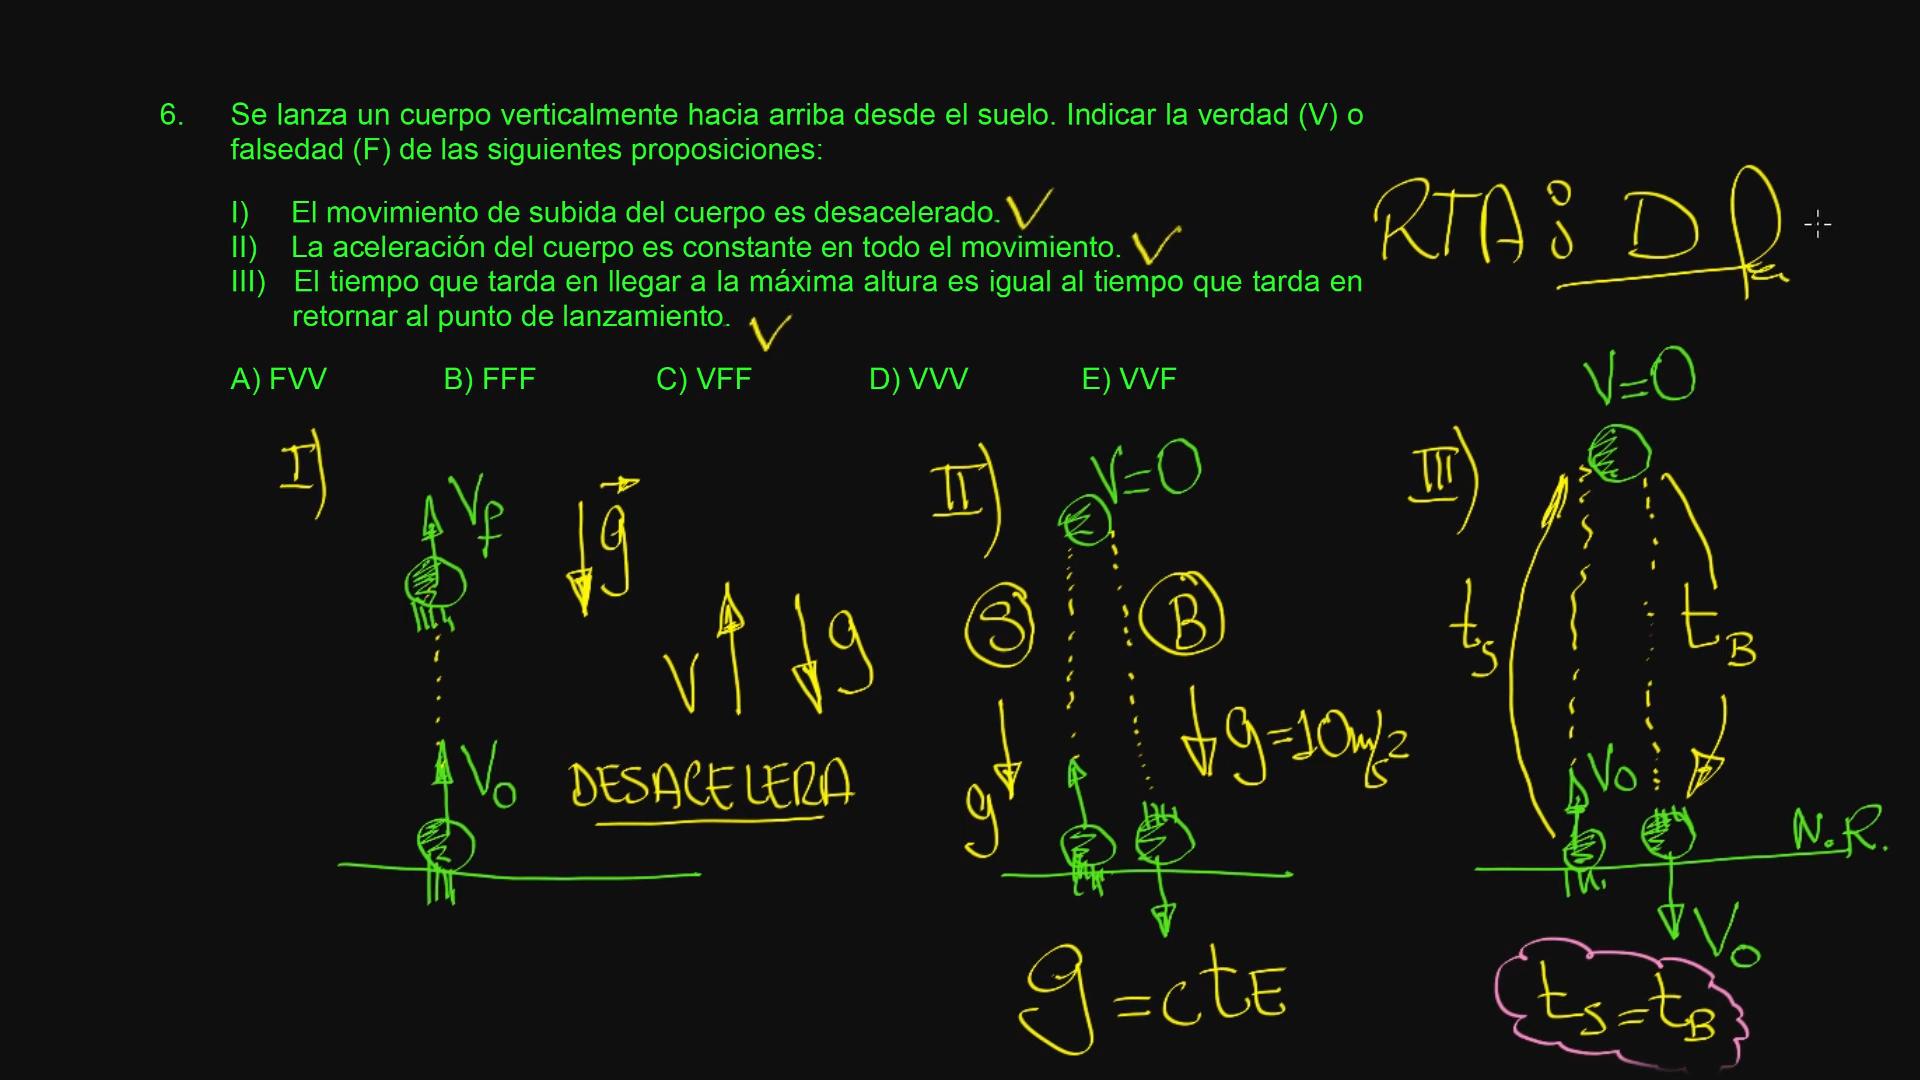 6. Se lanza un cuerpo verticalmente hacia arriba desde el suelo. Indicar la verdad (V) o
falsedad (F) de las siguientes proposiciones:
I) El movimiento de subida del cuerpo es desacelerado. V
II) La aceleración del cuerpo es constante en todo el movimiento. V
III) El tiempo que tarda en llegar a la máxima altura es igual al tiempo que tarda en
retornar al punto de lanzamiento. V
A) FVV B) FFF C) VFF D) VVV E) VVF
RTA: D
I)
Vf
g
V
g
V0
DESACELERA
II)
V=0
S
B
g
g=10m/s2
g=ctE
III)
V=0
ts
tB
V0
N.R.
V0
ts=tB